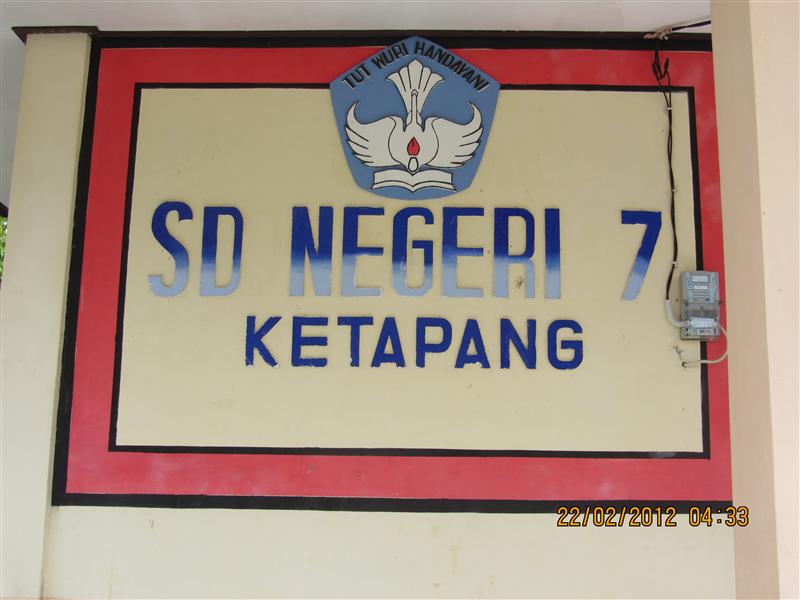 TUT WURI HANDAYANI
SD NEGERI 7
KETAPANG
22/02/2012 04:33